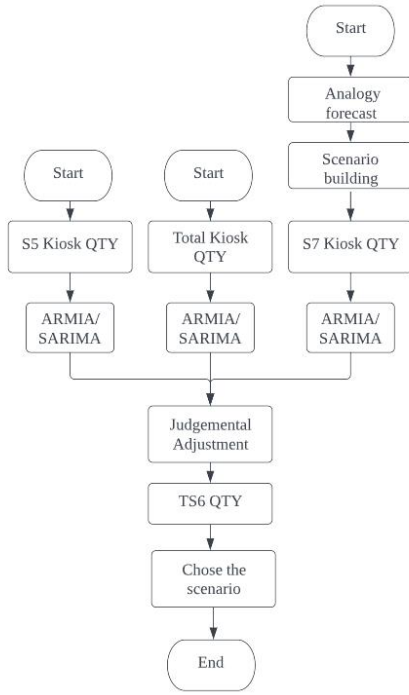 Start
Analogy
forecast
Scenario
building
Start
Start
S5 Kiosk QTY
Total Kiosk
QTY
S7 Kiosk QTY
ARMIA/
SARIMA
ARMIA/
SARIMA
ARMIA/
SARIMA
Judgemental
Adjustment
TS6 QTY
Chose the
scenario
End